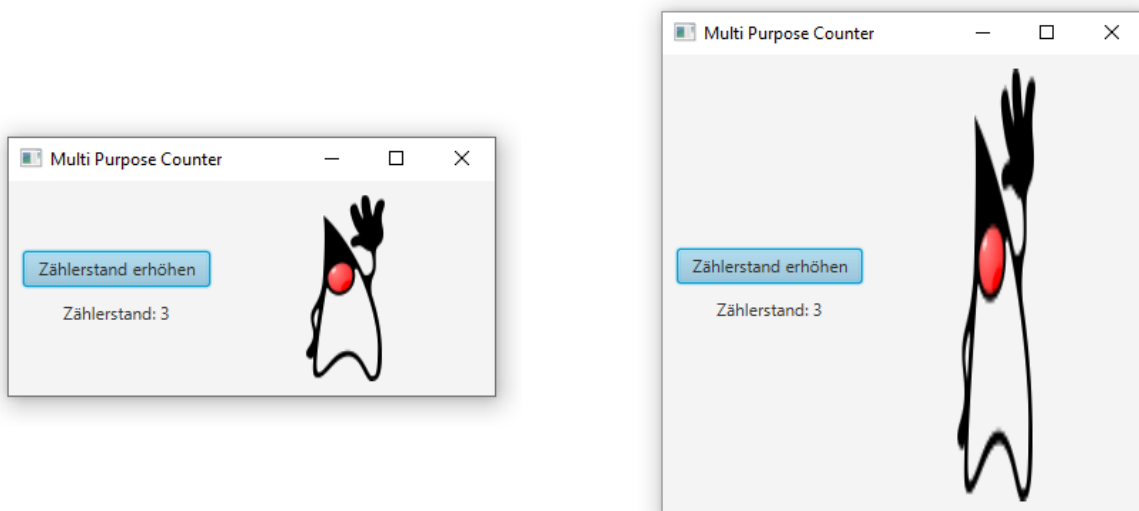 Multi Purpose Counter
Zählerstand erhöhen
Zählerstand: 3
Multi Purpose Counter
Zählerstand erhöhen
Zählerstand: 3